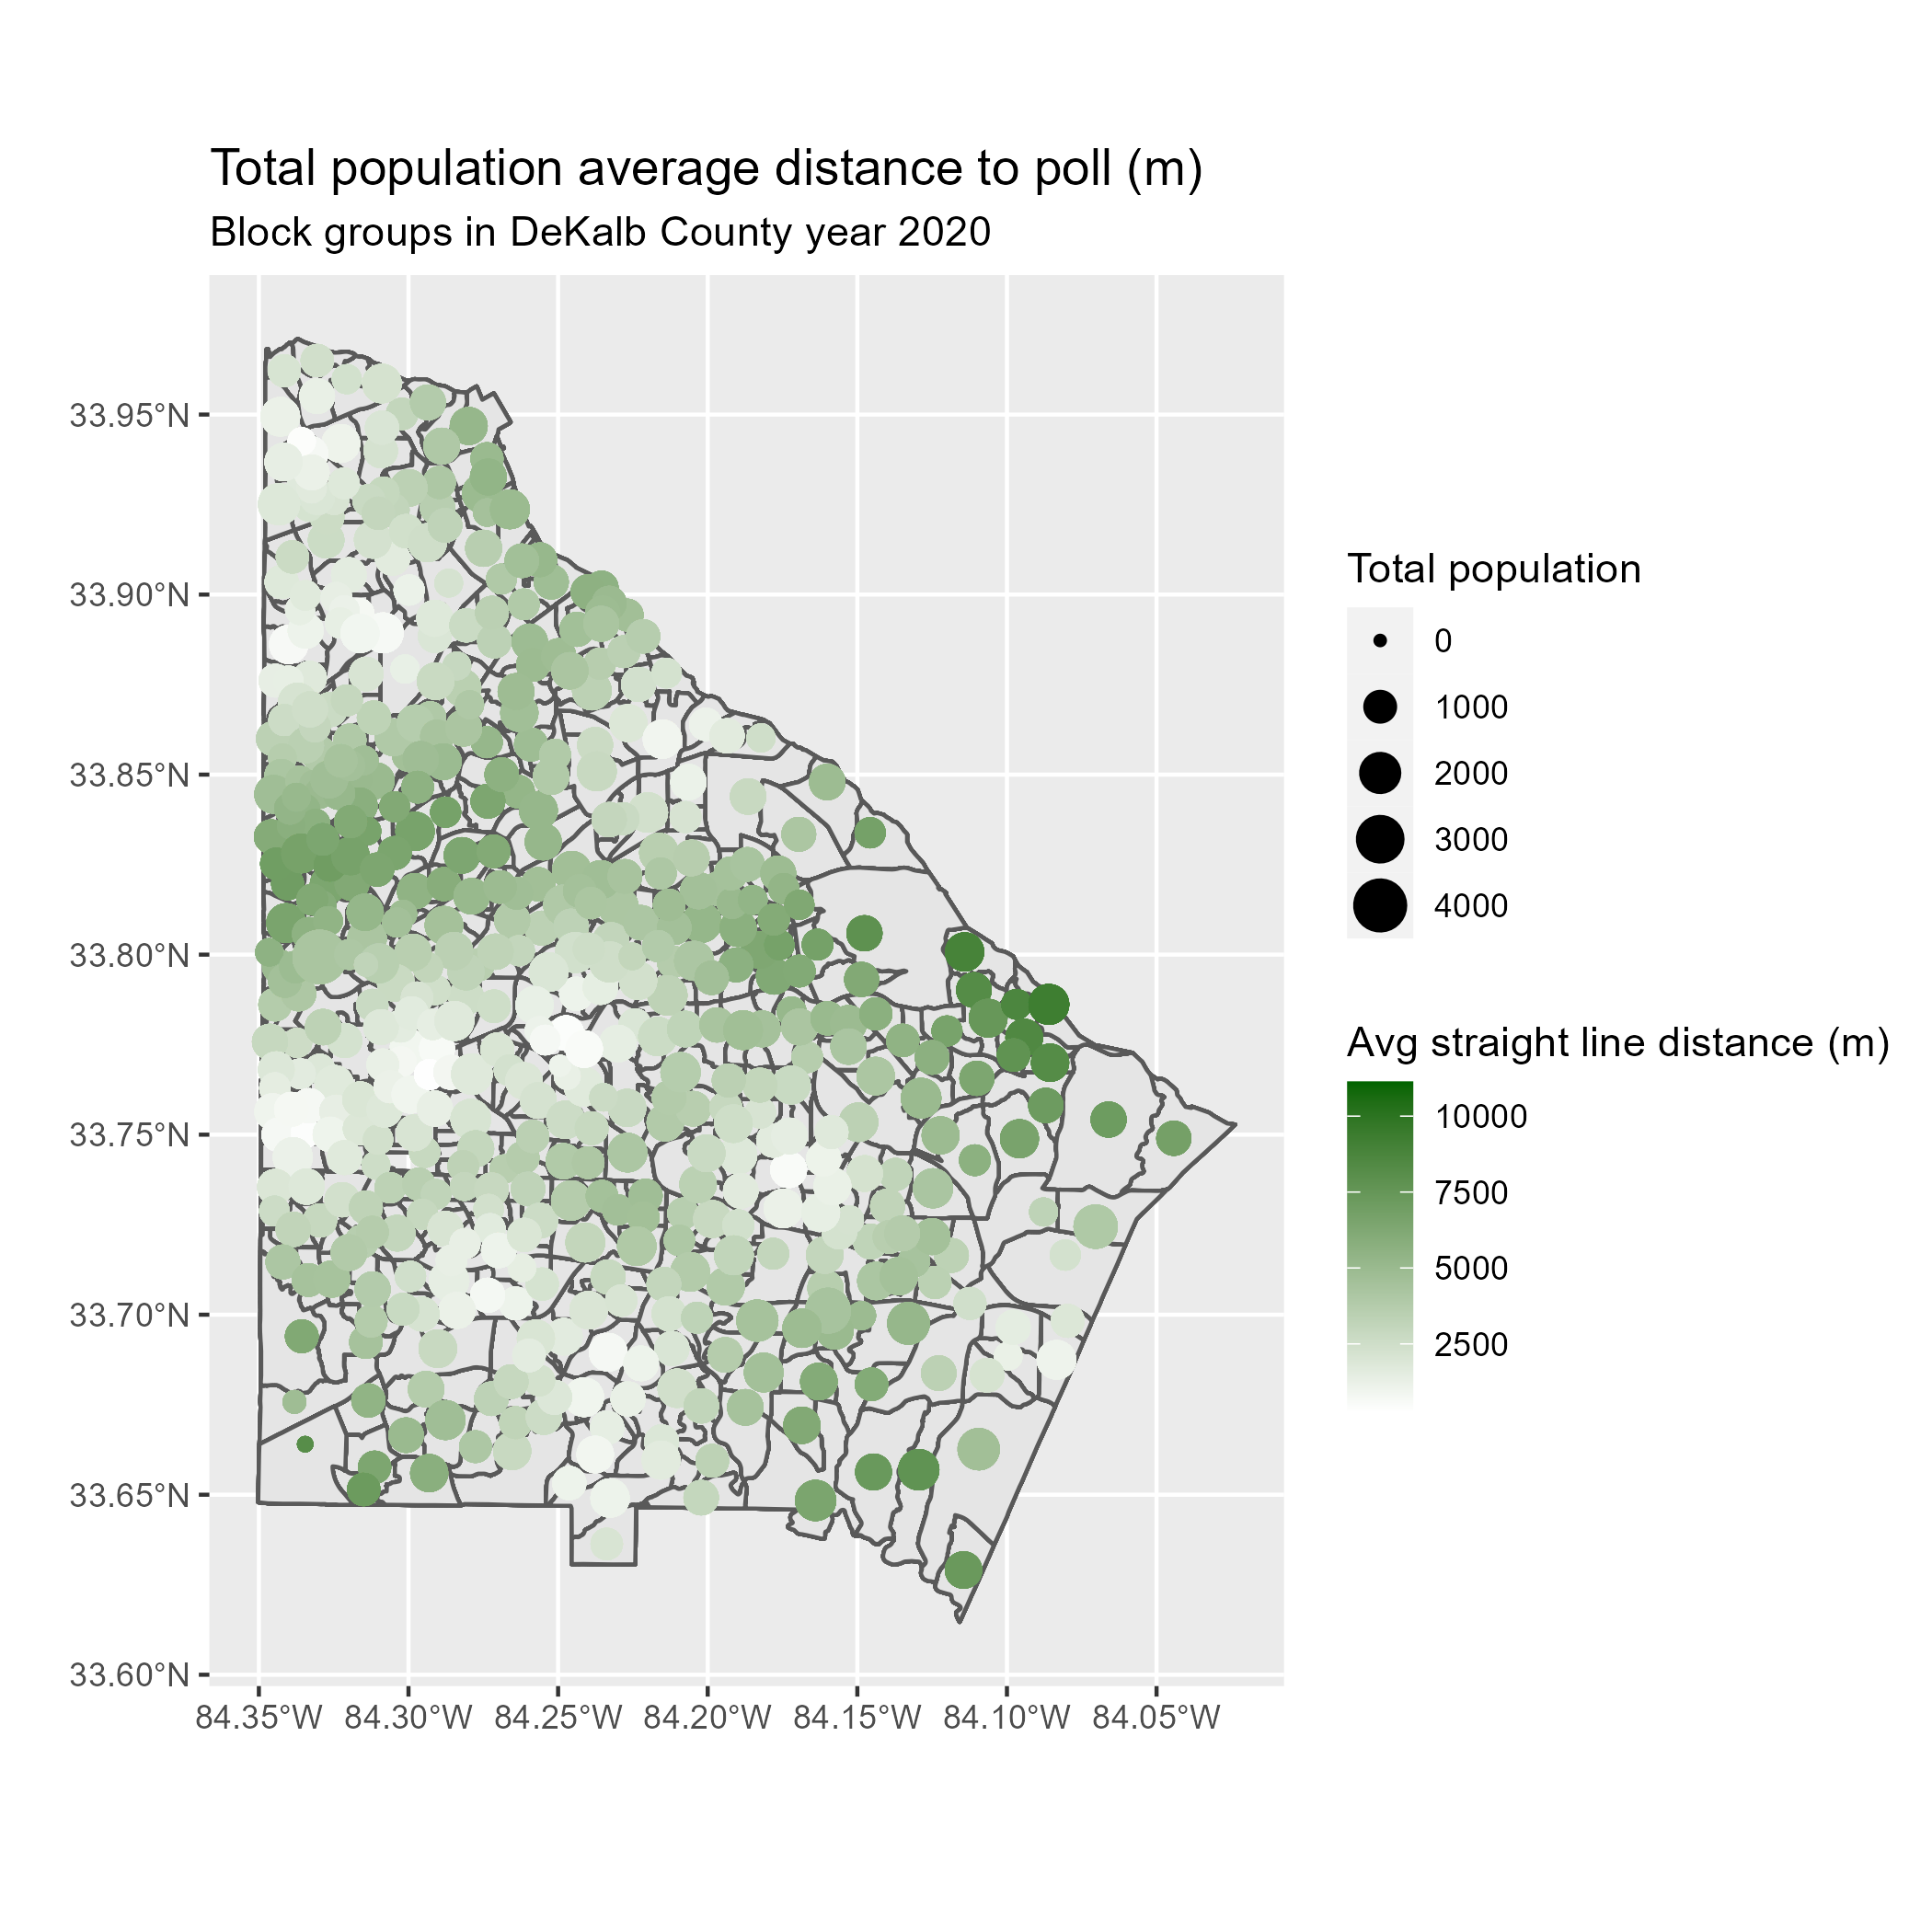 Total population average distance to poll (m)
Block groups in DeKalb County year 2020
33.95°N
33.90°N
33.85°N
33.80°N
33.75°N
33.70°N
33.65°N
33.60°N
84.35°W 84.30°W 84.25°W 84.20°W 84.15°W 84.10°W 84.05°W
Total population
0
1000
2000
3000
4000
Avg straight line distance (m)
10000
7500
5000
2500